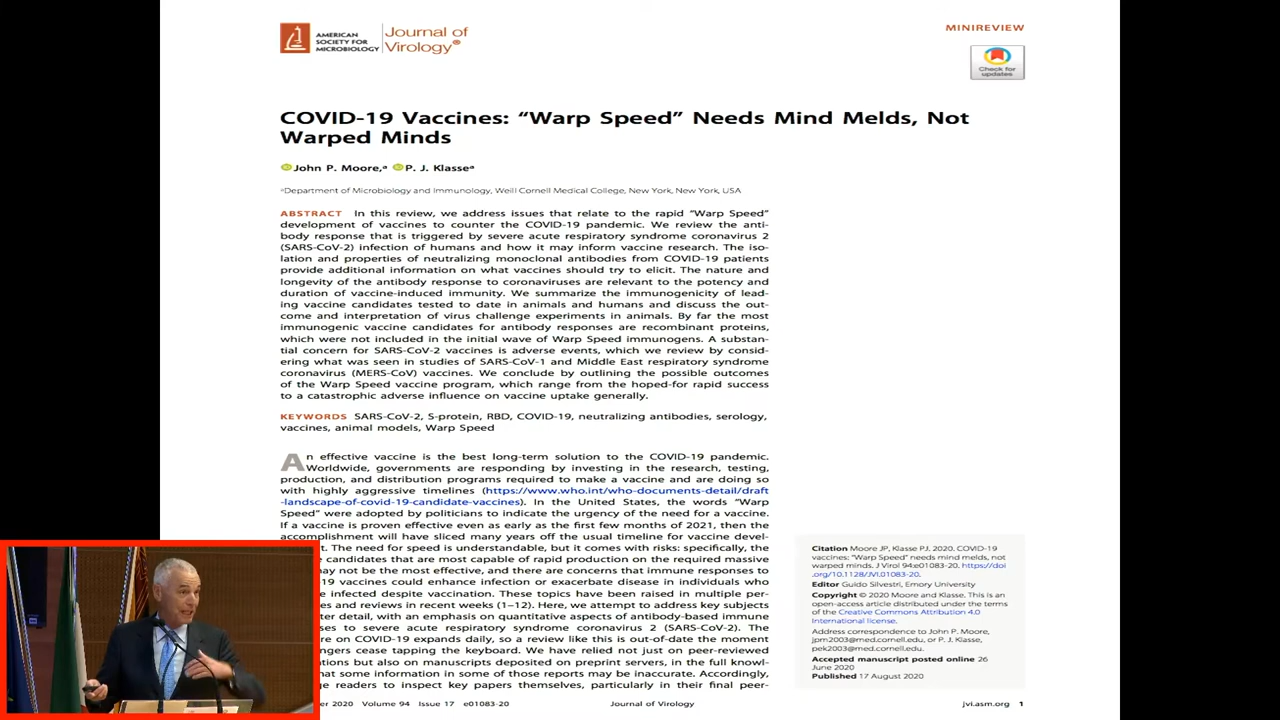 AMERICAN
SOCIETY FOR
MICROBIOLOGY
Journal of
Virology®
MINIREVIEW
Check for
updates
COVID-19 Vaccines: “Warp Speed” Needs Mind Melds, Not
Warped Minds
John P. Moore,ᵃ P. J. Klasseᵃ
ᵃDepartment of Microbiology and Immunology, Weill Cornell Medical College, New York, New York, USA
ABSTRACT In this review, we address issues that relate to the rapid “Warp Speed”
development of vaccines to counter the COVID-19 pandemic. We review the anti-
body response that is triggered by severe acute respiratory syndrome coronavirus 2
(SARS-CoV-2) infection of humans and how it may inform vaccine research. The iso-
lation and properties of neutralizing monoclonal antibodies from COVID-19 patients
provide additional information on what vaccines should try to elicit. The nature and
longevity of the antibody response to coronaviruses are relevant to the potency and
duration of vaccine-induced immunity. We summarize the immunogenicity of lead-
ing vaccine candidates tested to date in animals and humans and discuss the out-
come and interpretation of virus challenge experiments in animals. By far the most
immunogenic vaccine candidates for antibody responses are recombinant proteins,
which were not included in the initial wave of Warp Speed immunogens. A substan-
tial concern for SARS-CoV-2 vaccines is adverse events, which we review by consid-
ering what was seen in studies of SARS-CoV-1 and Middle East respiratory syndrome
coronavirus (MERS-CoV) vaccines. We conclude by outlining the possible outcomes
of the Warp Speed vaccine program, which range from the hoped-for rapid success
to a catastrophic adverse influence on vaccine uptake generally.
KEYWORDS SARS-CoV-2, S-protein, RBD, COVID-19, neutralizing antibodies, serology,
vaccines, animal models, Warp Speed
An effective vaccine is the best long-term solution to the COVID-19 pandemic.
Worldwide, governments are responding by investing in the research, testing,
production, and distribution programs required to make a vaccine and are doing so
with highly aggressive timelines (https://www.who.int/who-documents-detail/draft
-landscape-of-covid-19-candidate-vaccines). In the United States, the words “Warp
Speed” were adopted by politicians to indicate the urgency of the need for a vaccine.
If a vaccine is proven effective even as early as the first few months of 2021, then the
accomplishment will have sliced many years off the usual timeline for vaccine devel-
t. The need for speed is understandable, but it comes with risks: specifically, the
candidates that are most capable of rapid production on the required massive
may not be the most effective, and there are concerns that immune responses to
19 vaccines could enhance infection or exacerbate disease in individuals who
e infected despite vaccination. These topics have been raised in multiple per-
es and reviews in recent weeks (1–12). Here, we attempt to address key subjects
ter detail, with an emphasis on quantitative aspects of antibody-based immune
ses to severe acute respiratory syndrome coronavirus 2 (SARS-CoV-2). The
re on COVID-19 expands daily, so a review like this is out-of-date the moment
ngers cease tapping the keyboard. We have relied not just on peer-reviewed
tions but also on manuscripts deposited on preprint servers, in the full knowl-
hat some information in some of those reports may be inaccurate. Accordingly,
ge readers to inspect key papers themselves, particularly in their final peer-
Citation Moore JP, Klasse PJ. 2020. COVID-19
vaccines: “Warp Speed” needs mind melds, not
warped minds. J Virol 94:e01083-20. https://doi
.org/10.1128/JVI.01083-20.
Editor Guido Silvestri, Emory University
Copyright © 2020 Moore and Klasse. This is an
open-access article distributed under the terms
of the Creative Commons Attribution 4.0
International license.
Address correspondence to John P. Moore,
jpm2003@med.cornell.edu, or P. J. Klasse,
pek2003@med.cornell.edu.
Accepted manuscript posted online 26
June 2020
Published 17 August 2020
er 2020 Volume 94 Issue 17 e01083-20
Journal of Virology
jvi.asm.org 1